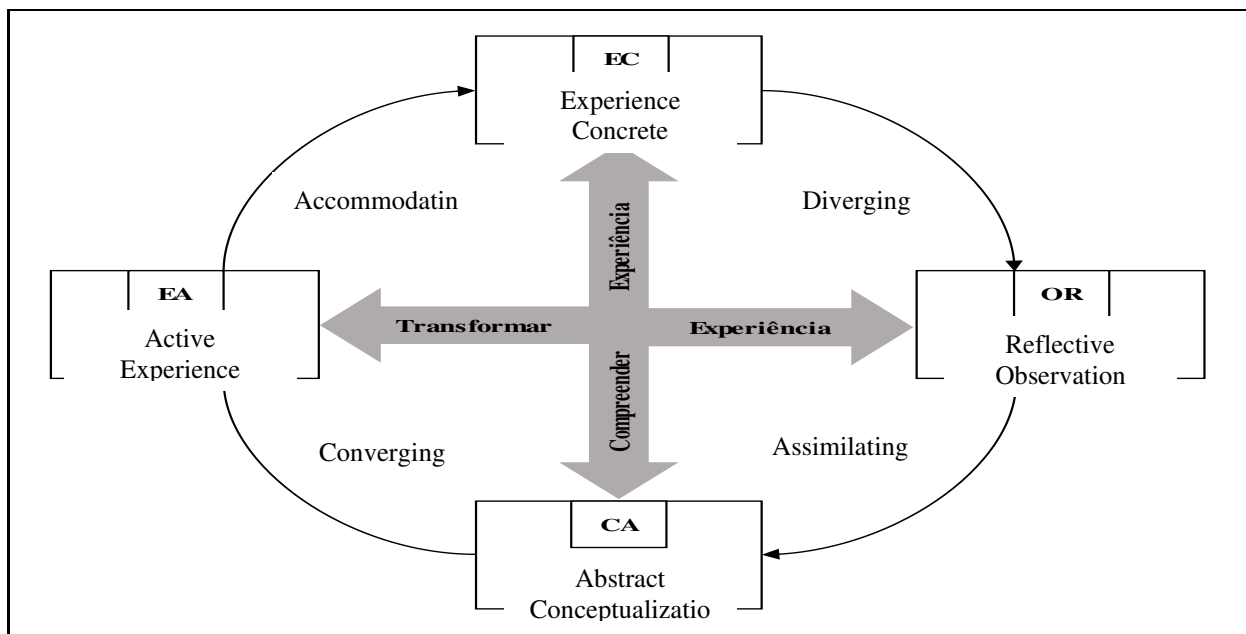 EC
Experience
Concrete
Accommodatin
Diverging
Experiência
EA
Active
Experience
Transformar
Experiência
OR
Reflective
Observation
Compreender
Converging
Assimilating
CA
Abstract
Conceptualizatio